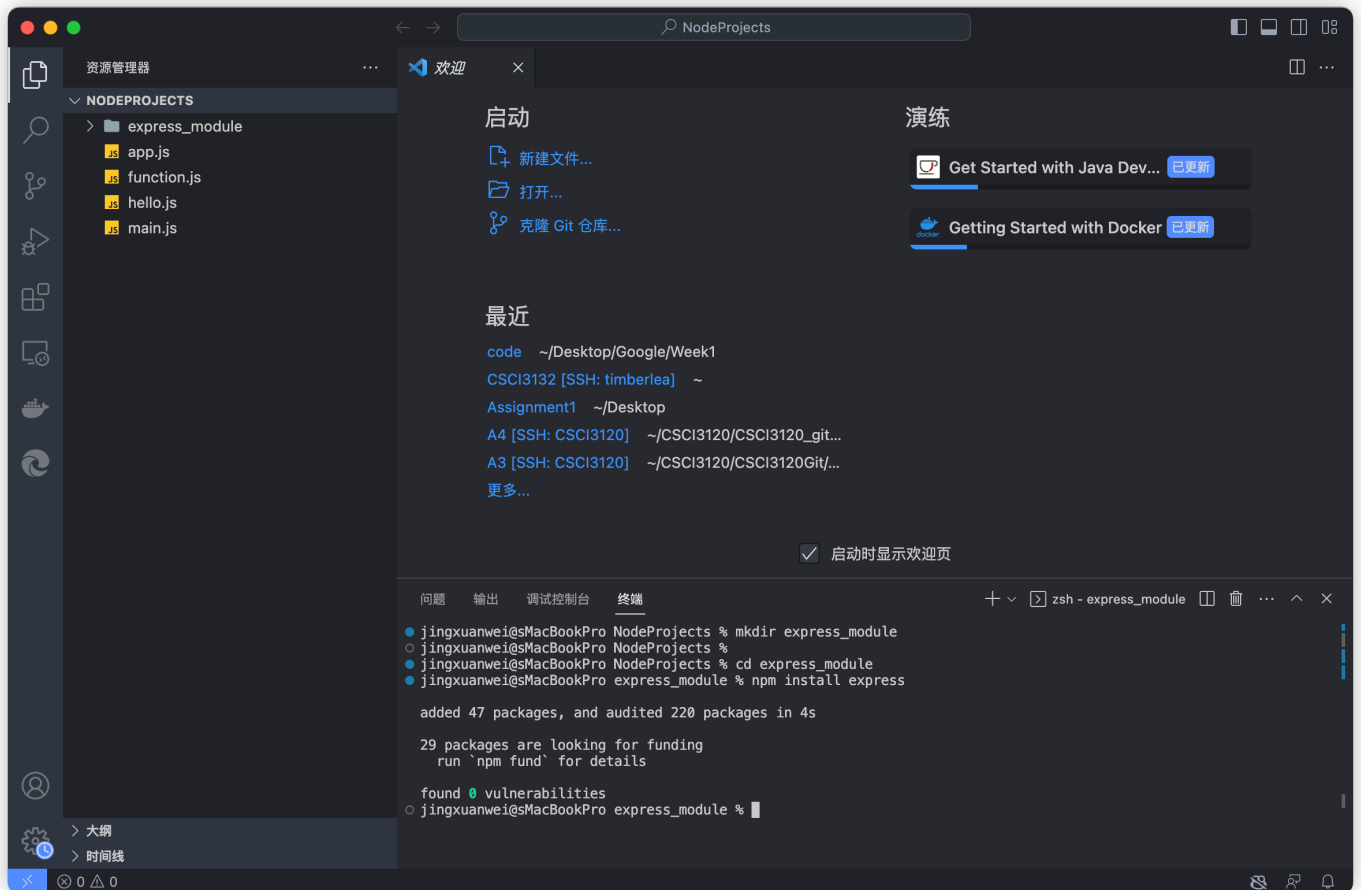 NodeProjects
资源管理器
欢迎
NODEPROJECTS
express_module
JS app.js
JS function.js
JS hello.js
JS main.js
大纲
时间线
启动
新建文件...
打开...
克隆 Git 仓库...
演练
Get Started with Java Dev... 已更新
docker Getting Started with Docker 已更新
最近
code ~/Desktop/Google/Week1
CSCI3132 [SSH: timberlea] ~
Assignment1 ~/Desktop
A4 [SSH: CSCI3120] ~/CSCI3120/CSCI3120_git...
A3 [SSH: CSCI3120] ~/CSCI3120/CSCI3120Git/...
更多...
启动时显示欢迎页
问题 输出 调试控制台 终端
zsh - express_module
jingxuanwei@sMacBookPro NodeProjects % mkdir express_module
jingxuanwei@sMacBookPro NodeProjects %
jingxuanwei@sMacBookPro NodeProjects % cd express_module
jingxuanwei@sMacBookPro express_module % npm install express
added 47 packages, and audited 220 packages in 4s
29 packages are looking for funding
run `npm fund` for details
found 0 vulnerabilities
jingxuanwei@sMacBookPro express_module %
0 0